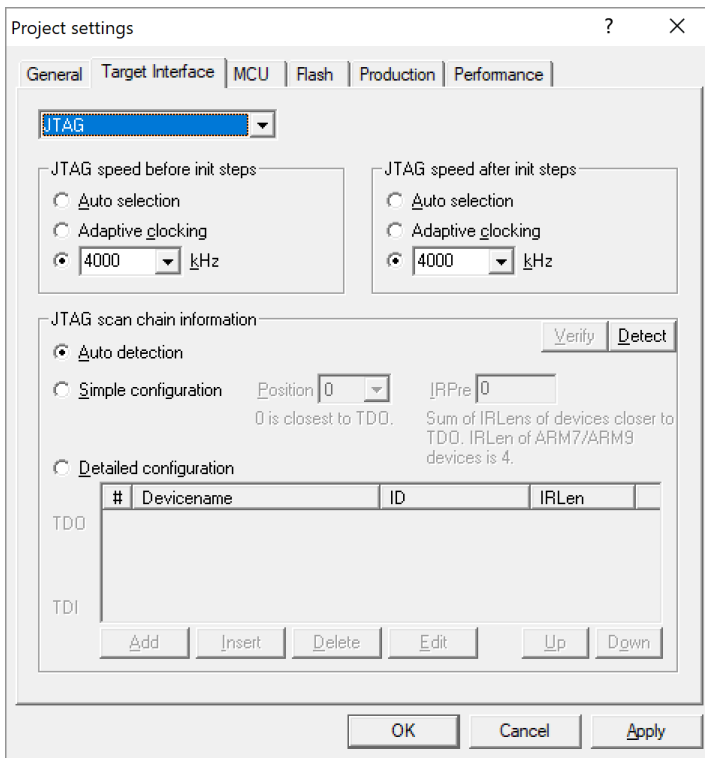 Project settings
?
General Target Interface MCU Flash Production Performance
JTAG
JTAG speed before init steps
Auto selection
Adaptive clocking
4000 kHz
JTAG speed after init steps
Auto selection
Adaptive clocking
4000 kHz
JTAG scan chain information
Verify Detect
Auto detection
Simple configuration Position 0 IRPre 0
0 is closest to TDO.
Sum of IRLens of devices closer to
TDO. IRLen of ARM7/ARM9
devices is 4.
Detailed configuration
# Devicename ID IRLen
TDO
TDI
Add Insert Delete Edit Up Down
OK Cancel Apply